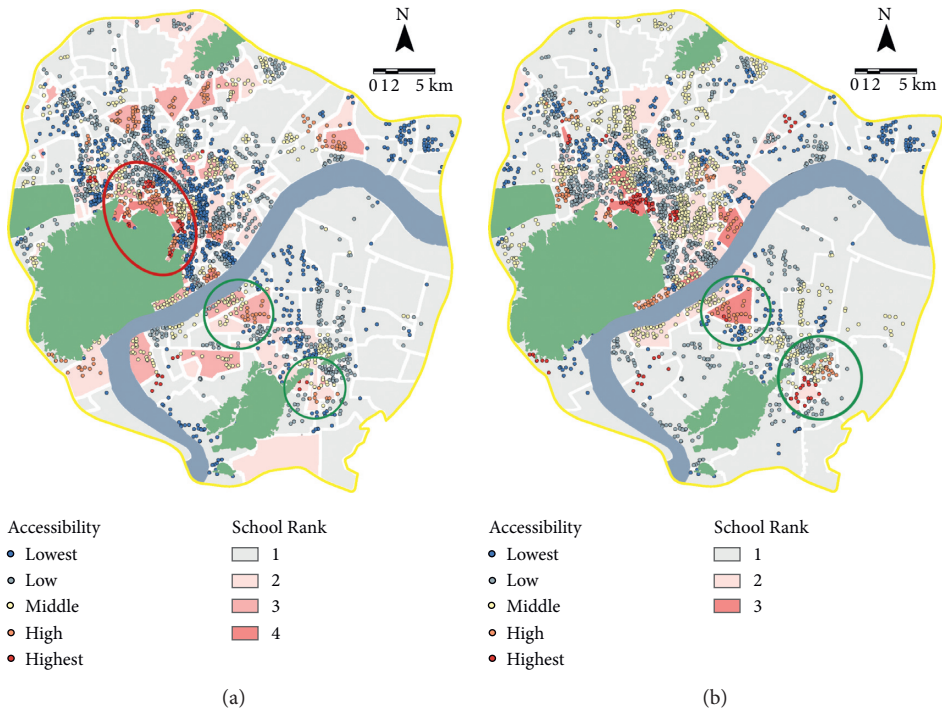 N
0 1 2 5 km
Accessibility
Lowest
Low
Middle
High
Highest
School Rank
1
2
3
4
(a)
N
0 1 2 5 km
Accessibility
Lowest
Low
Middle
High
Highest
School Rank
1
2
3
(b)